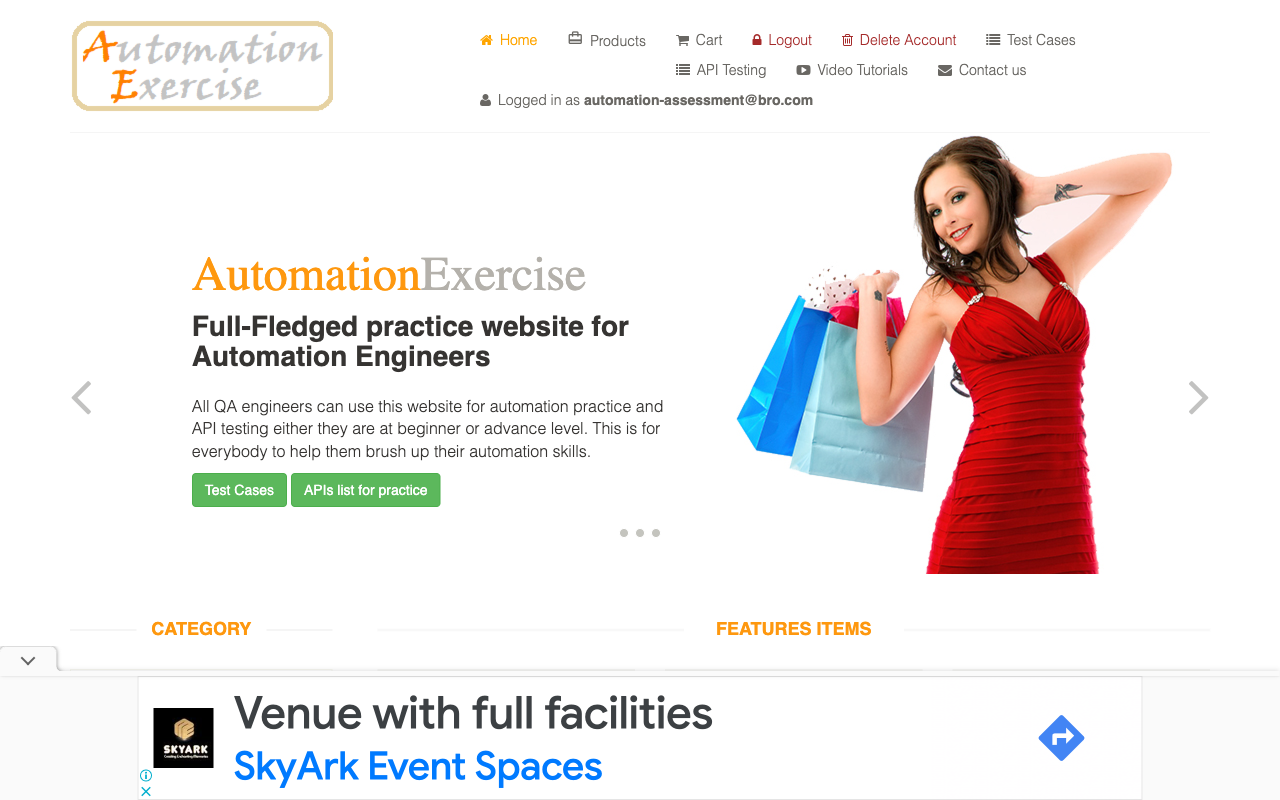 Automation
Exercise
Home Products Cart Logout Delete Account Test Cases
API Testing Video Tutorials Contact us
Logged in as automation-assessment@bro.com
AutomationExercise
Full-Fledged practice website for
Automation Engineers
All QA engineers can use this website for automation practice and
API testing either they are at beginner or advance level. This is for
everybody to help them brush up their automation skills.
Test Cases APIs list for practice
CATEGORY FEATURES ITEMS
Venue with full facilities
SKYARK
SkyArk Event Spaces